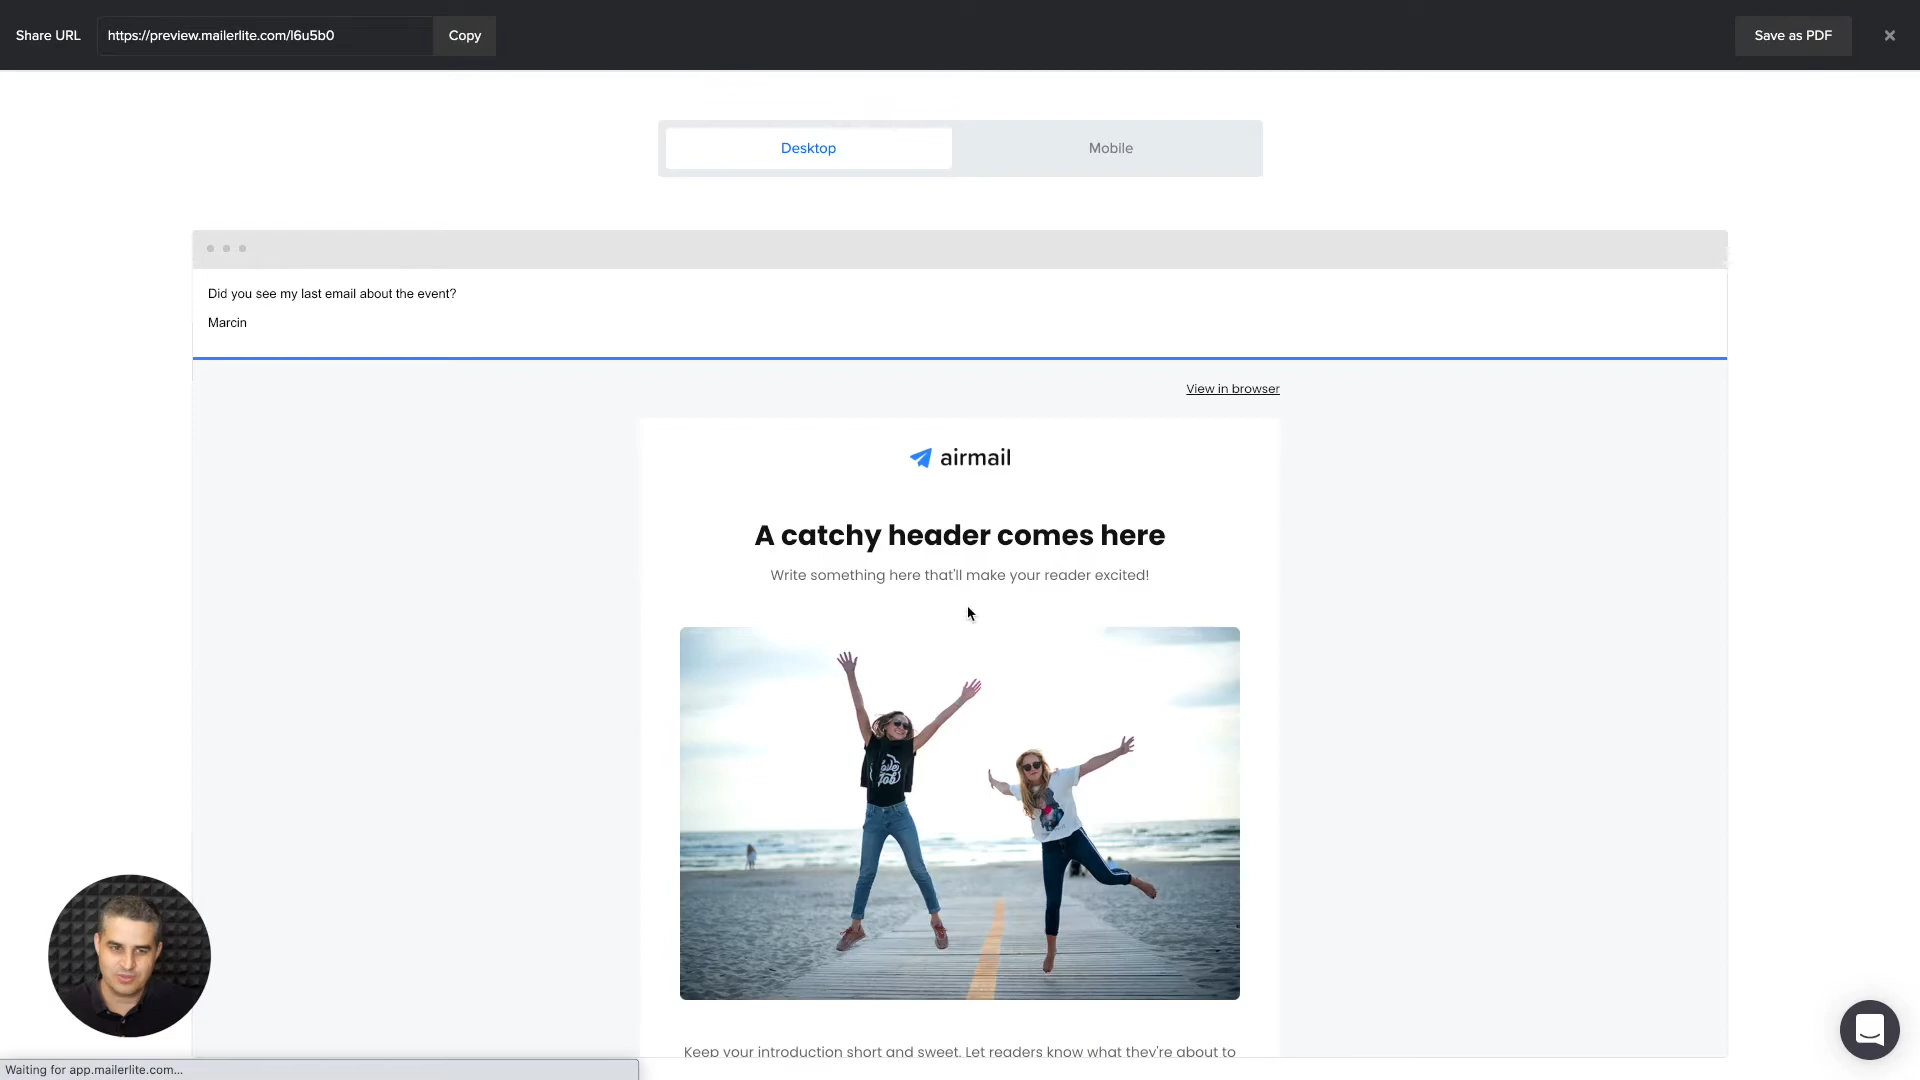 Share URL
https://preview.mailerlite.com/l6u5b0
Copy
Save as PDF
Desktop
Mobile
Did you see my last email about the event?
Marcin
View in browser
airmail
A catchy header comes here
Write something here that'll make your reader excited!
Keep your introduction short and sweet. Let readers know what they're about to
Waiting for app.mailerlite.com...